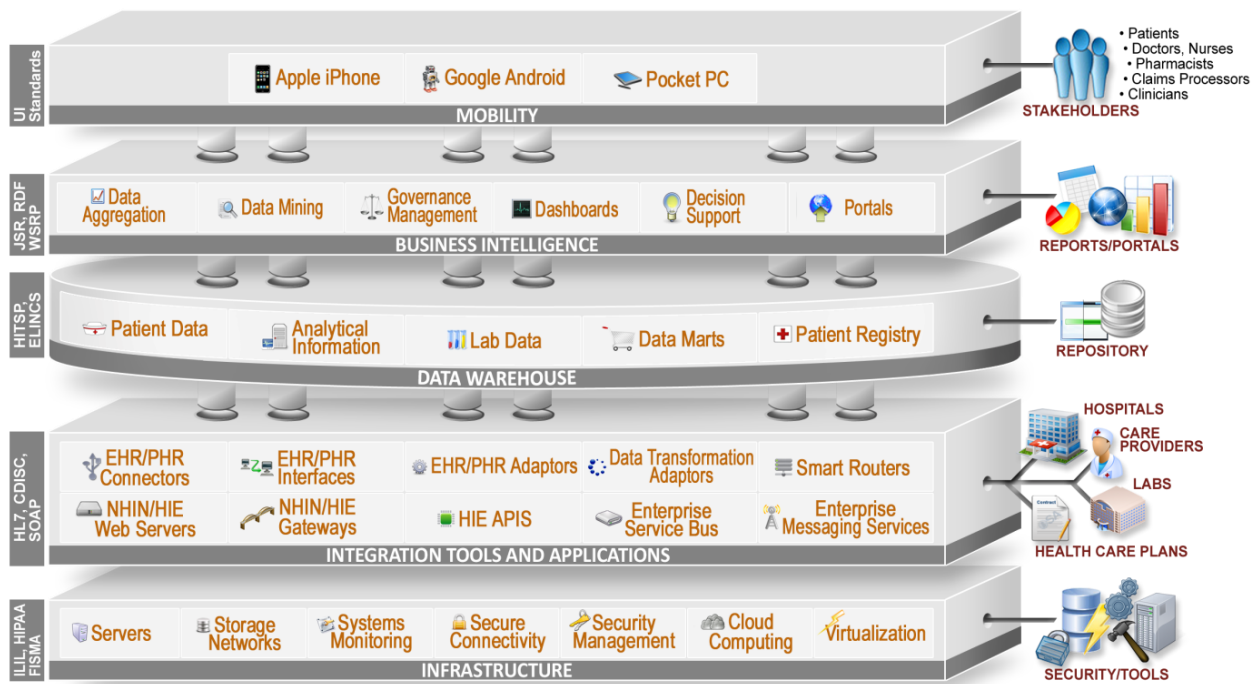 UI
Standards
Apple iPhone
Google Android
Pocket PC
MOBILITY
• Patients
• Doctors, Nurses
• Pharmacists
• Claims Processors
• Clinicians
STAKEHOLDERS
JSR, RDF
WSRP
Data
Aggregation
Data Mining
Governance
Management
Dashboards
Decision
Support
Portals
BUSINESS INTELLIGENCE
REPORTS/PORTALS
HITSP,
ELINCS
Patient Data
Analytical
Information
Lab Data
Data Marts
Patient Registry
DATA WAREHOUSE
REPOSITORY
HL7, CDISC,
SOAP
EHR/PHR
Connectors
EHR/PHR
Interfaces
EHR/PHR Adaptors
Data Transformation
Adaptors
Smart Routers
NHIN/HIE
Web Servers
NHIN/HIE
Gateways
HIE APIS
Enterprise
Service Bus
Enterprise
Messaging Services
INTEGRATION TOOLS AND APPLICATIONS
HOSPITALS
CARE
PROVIDERS
LABS
Contract
HEALTH CARE PLANS
ILIL, HIPAA
FISMA
Servers
Storage
Networks
Systems
Monitoring
Secure
Connectivity
Security
Management
Cloud
Computing
Virtualization
INFRASTRUCTURE
SECURITY/TOOLS